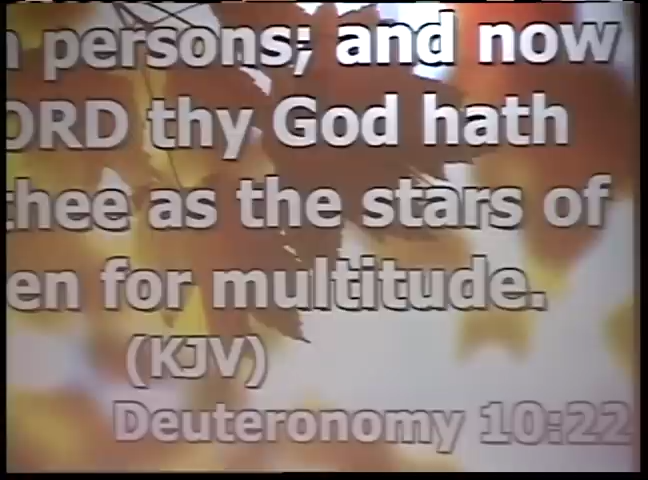 n persons; and now
ORD thy God hath
thee as the stars of
en for multitude.
(KJV)
Deuteronomy 10:22